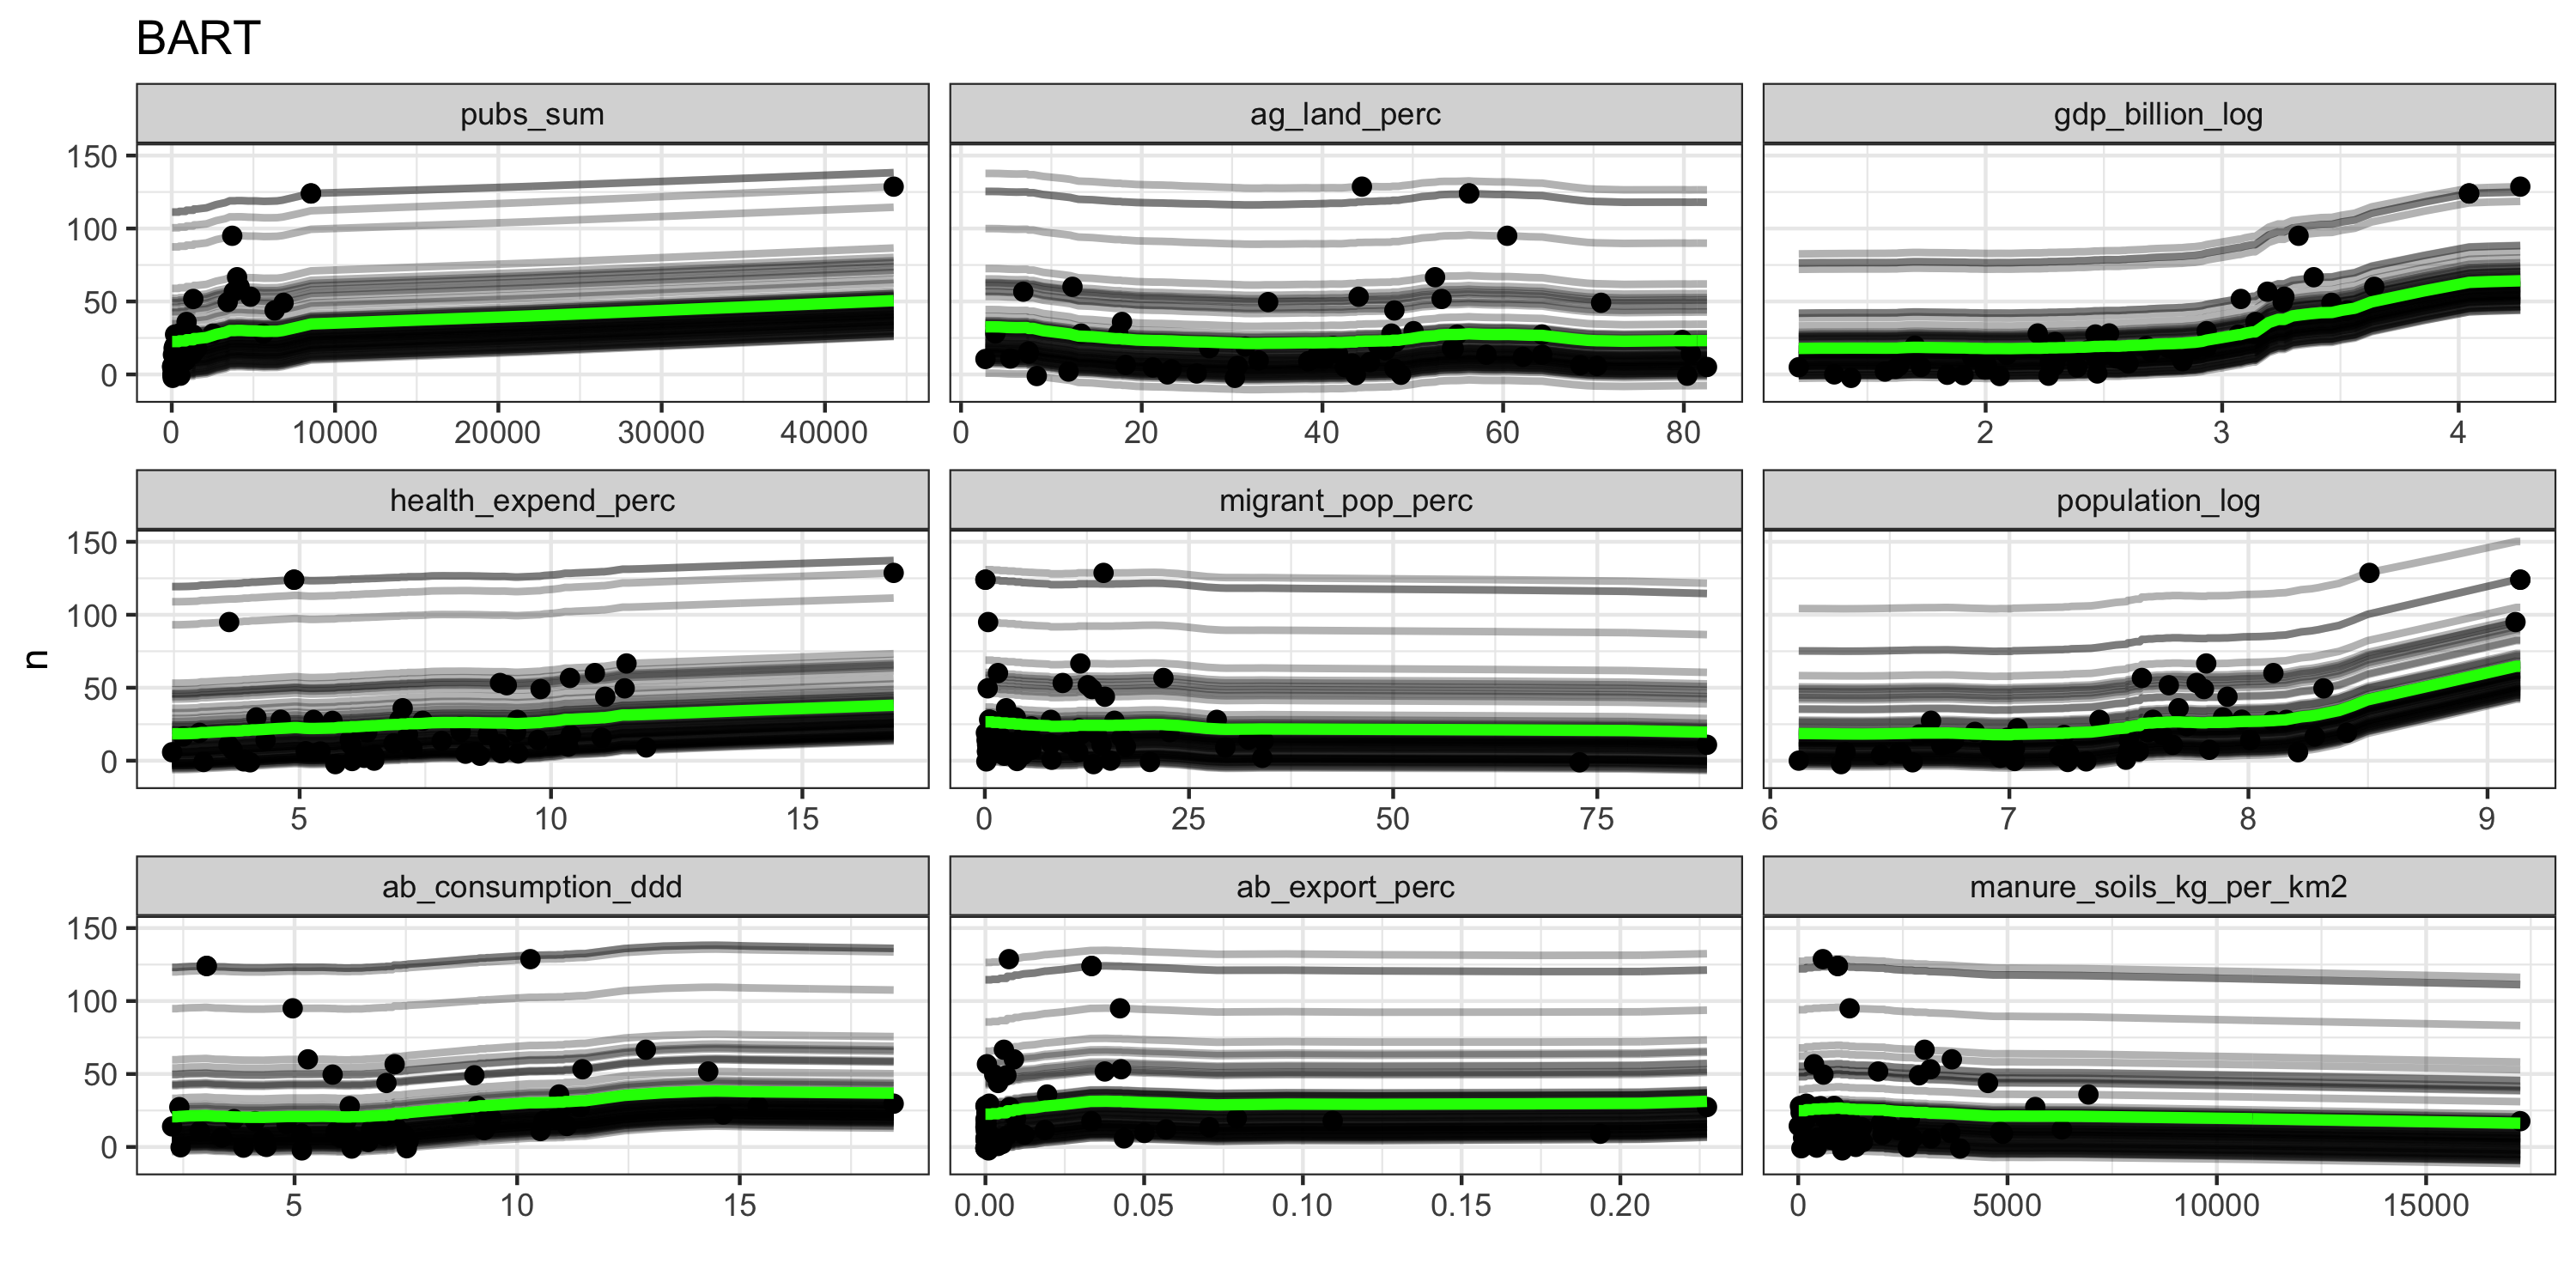 BART
pubs_sum ag_land_perc gdp_billion_log
150
100
50
0
0 10000 20000 30000 40000 0 20 40 60 80 2 3 4
health_expend_perc migrant_pop_perc population_log
150
100
50
0
n
5 10 15 0 25 50 75 6 7 8 9
ab_consumption_ddd ab_export_perc manure_soils_kg_per_km2
150
100
50
0
5 10 15 0.00 0.05 0.10 0.15 0.20 0 5000 10000 15000